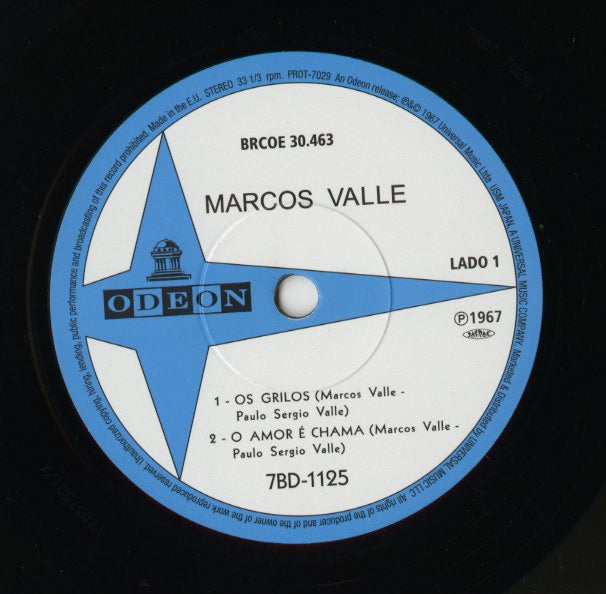 Made in the E.U. STEREO 33 1/3 rpm. PROT-7029 An Odeon release; ℗&© 1967 Universal Music Ltda. USM JAPAN, A UNIVERSAL MUSIC COMPANY. Marketed & Distributed by UNIVERSAL MUSIC LLC. All rights of the producer and of the owner of the work reproduced reserved. Unauthorized copying, hiring, lending, public performance and broadcasting of this record prohibited.
BRCOE 30.463
MARCOS VALLE
LADO 1
ODEON
℗1967
JASRAC
1 - OS GRILOS (Marcos Valle -
Paulo Sergio Valle)
2 - O AMOR É CHAMA (Marcos Valle -
Paulo Sergio Valle)
7BD-1125
PROT-7029-A